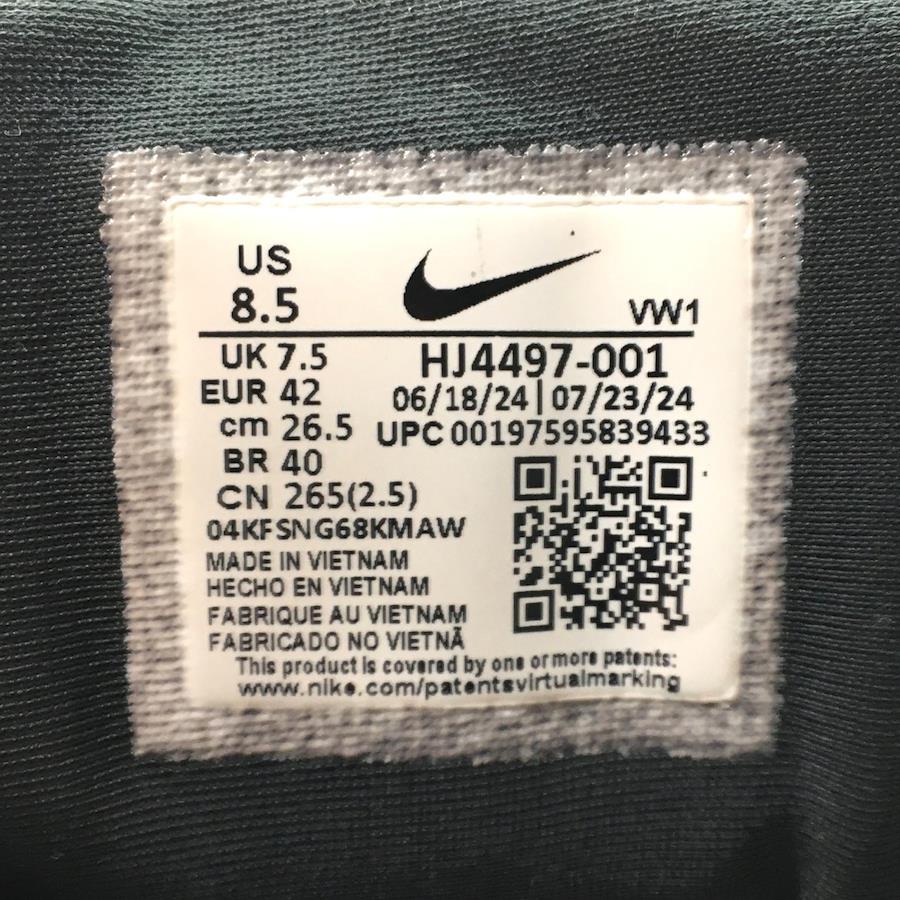 US
8.5
VW1
UK 7.5
HJ4497-001
EUR 42
06/18/24 | 07/23/24
cm 26.5
UPC 00197595839433
BR 40
CN 265(2.5)
04KFSNG68KMAW
MADE IN VIETNAM
HECHO EN VIETNAM
FABRIQUE AU VIETNAM
FABRICADO NO VIETNÃ
This product is covered by one or more patents:
www.nike.com/patentsvirtualmarking